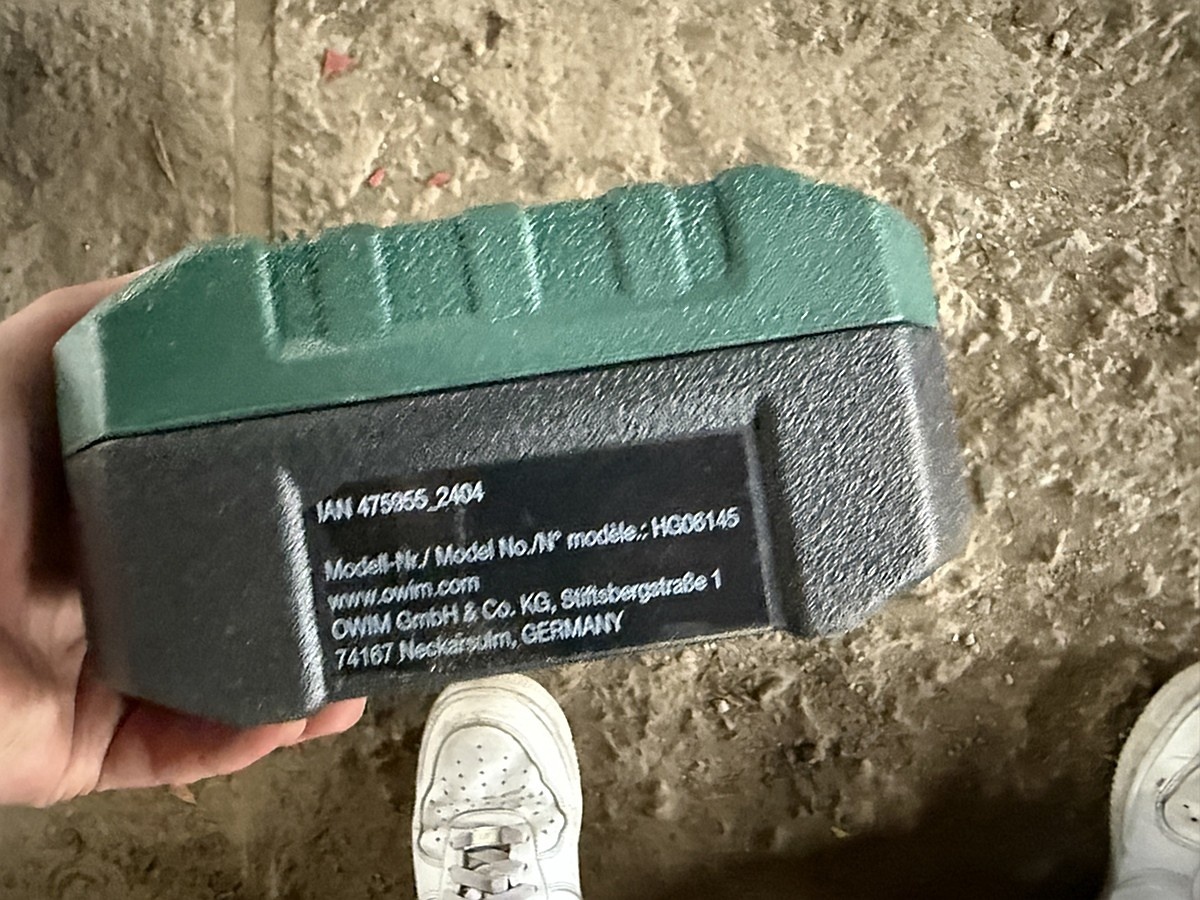 IAN 475955_2404
Modell-Nr./ Model No./N° modèle.: HG06145
www.owim.com
OWIM GmbH & Co. KG, Stiftsbergstraße 1
74167 Neckarsulm, GERMANY